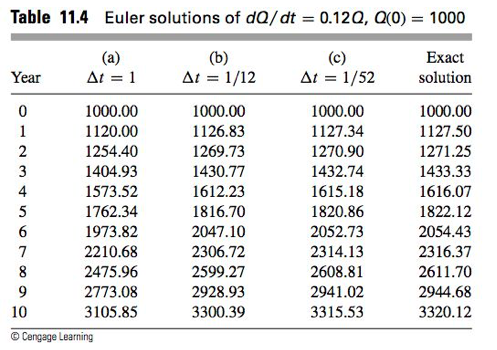 Table 11.4 Euler solutions of dQ/dt = 0.12Q, Q(0) = 1000
(a) (b) (c) Exact
Year Δt = 1 Δt = 1/12 Δt = 1/52 solution
0 1000.00 1000.00 1000.00 1000.00
1 1120.00 1126.83 1127.34 1127.50
2 1254.40 1269.73 1270.90 1271.25
3 1404.93 1430.77 1432.74 1433.33
4 1573.52 1612.23 1615.18 1616.07
5 1762.34 1816.70 1820.86 1822.12
6 1973.82 2047.10 2052.73 2054.43
7 2210.68 2306.72 2314.13 2316.37
8 2475.96 2599.27 2608.81 2611.70
9 2773.08 2928.93 2941.02 2944.68
10 3105.85 3300.39 3315.53 3320.12
© Cengage Learning